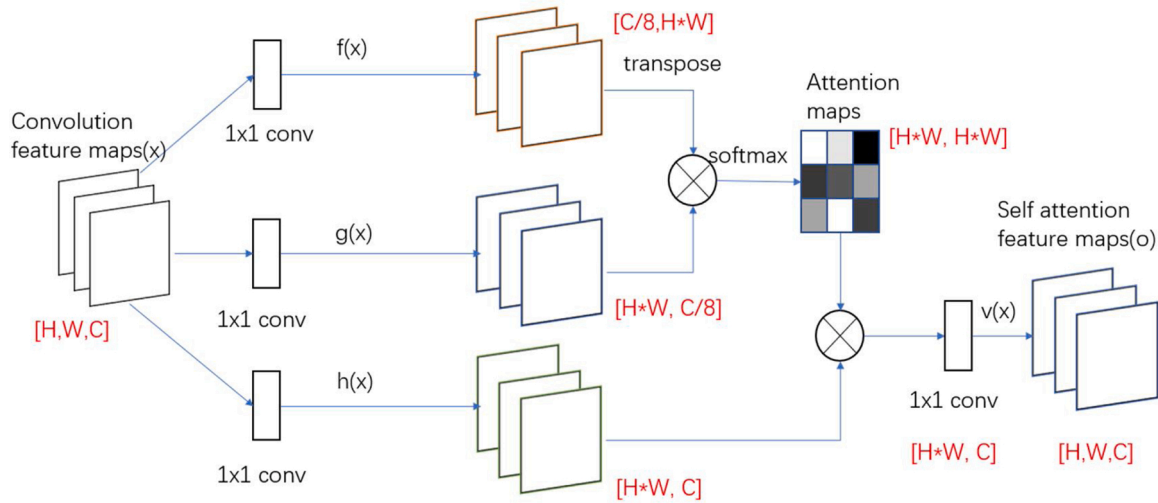 [C/8,H*W]
f(x)
transpose
1x1 conv
Convolution
feature maps(x)
Attention
maps
[H*W, H*W]
softmax
g(x)
Self attention
feature maps(o)
[H,W,C]
1x1 conv
[H*W, C/8]
v(x)
h(x)
1x1 conv
1x1 conv
[H*W, C]
[H*W, C]
[H,W,C]